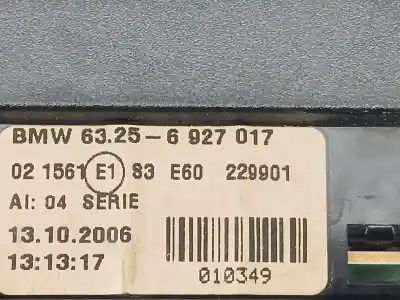 BMW 63.25-6 927 017
02 1561 E1 83 E60 229901
AI: 04 SERIE
13.10.2006
13:13:17
010349